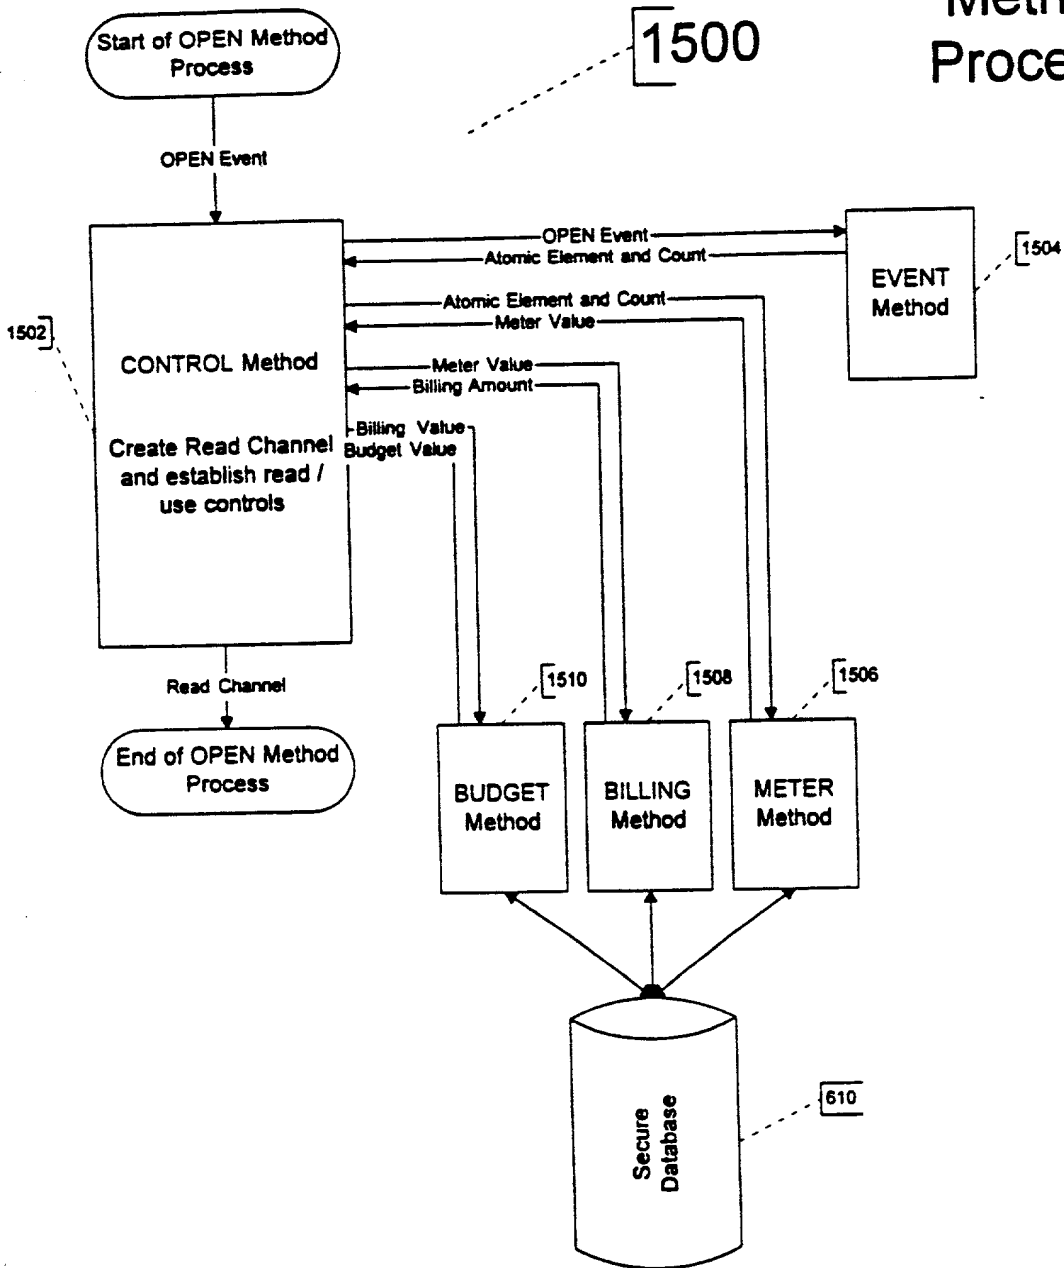 Start of OPEN Method
Process
1500
OPEN Event
OPEN Event
Atomic Element and Count
EVENT
Method
1504
Atomic Element and Count
Meter Value
1502
CONTROL Method
Meter Value
Billing Amount
Billing Value
Budget Value
Create Read Channel
and establish read /
use controls
Read Channel
End of OPEN Method
Process
1510
1508
1506
BUDGET
Method
BILLING
Method
METER
Method
Secure
Database
610